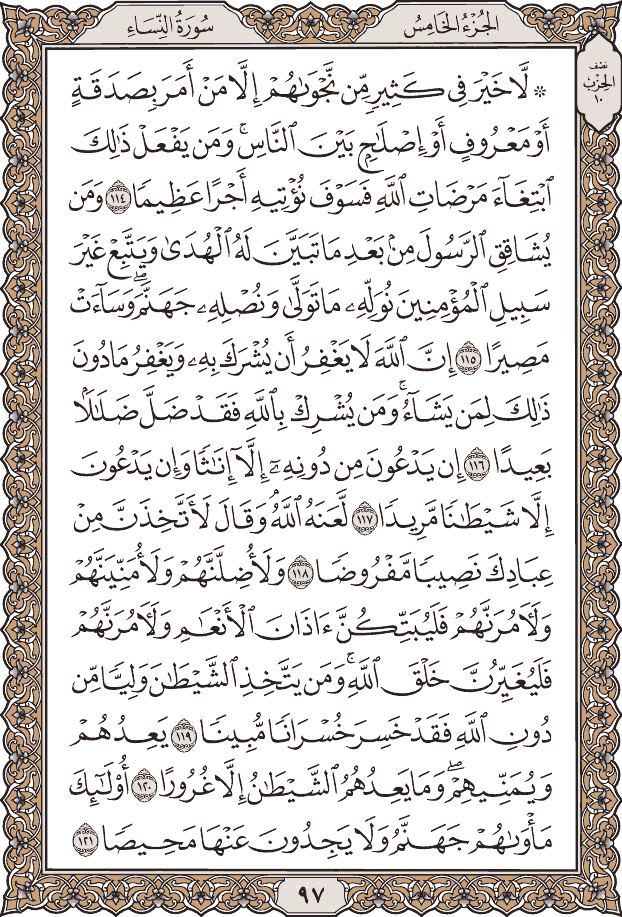 الجُزْءُ الخَامِسُ
سُورَةُ النِّسَاءِ
نصف
الحزب
١٠
۞ لَّا خَيْرَ فِي كَثِيرٖ مِّن نَّجْوَىٰهُمْ إِلَّا مَنْ أَمَرَ بِصَدَقَةٍ
أَوْ مَعْرُوفٍ أَوْ إِصْلَٰحٍۭ بَيْنَ ٱلنَّاسِۚ وَمَن يَفْعَلْ ذَٰلِكَ
ٱبْتِغَآءَ مَرْضَاتِ ٱللَّهِ فَسَوْفَ نُؤْتِيهِ أَجْرًا عَظِيمًا ١١٤ وَمَن
يُشَاقِقِ ٱلرَّسُولَ مِنۢ بَعْدِ مَا تَبَيَّنَ لَهُ ٱلْهُدَىٰ وَيَتَّبِعْ غَيْرَ
سَبِيلِ ٱلْمُؤْمِنِينَ نُوَلِّهِۦ مَا تَوَلَّىٰ وَنُصْلِهِۦ جَهَنَّمَۖ وَسَآءَتْ
مَصِيرًا ١١٥ إِنَّ ٱللَّهَ لَا يَغْفِرُ أَن يُشْرَكَ بِهِۦ وَيَغْفِرُ مَا دُونَ
ذَٰلِكَ لِمَن يَشَآءُۚ وَمَن يُشْرِكْ بِٱللَّهِ فَقَدْ ضَلَّ ضَلَٰلًۢا
بَعِيدًا ١١٦ إِن يَدْعُونَ مِن دُونِهِۦٓ إِلَّآ إِنَٰثًا وَإِن يَدْعُونَ
إِلَّا شَيْطَٰنًا مَّرِيدًا ١١٧ لَّعَنَهُ ٱللَّهُۘ وَقَالَ لَأَتَّخِذَنَّ مِنْ
عِبَادِكَ نَصِيبًا مَّفْرُوضًا ١١٨ وَلَأُضِلَّنَّهُمْ وَلَأُمَنِّيَنَّهُمْ
وَلَأٓمُرَنَّهُمْ فَلَيُبَتِّكُنَّ ءَاذَانَ ٱلْأَنْعَٰمِ وَلَأٓمُرَنَّهُمْ
فَلَيُغَيِّرُنَّ خَلْقَ ٱللَّهِۚ وَمَن يَتَّخِذِ ٱلشَّيْطَٰنَ وَلِيًّا مِّن
دُونِ ٱللَّهِ فَقَدْ خَسِرَ خُسْرَانًا مُّبِينًا ١١٩ يَعِدُهُمْ
وَيُمَنِّيهِمْۖ وَمَا يَعِدُهُمُ ٱلشَّيْطَٰنُ إِلَّا غُرُورًا ١٢٠ أُو۟لَٰٓئِكَ
مَأْوَىٰهُمْ جَهَنَّمُ وَلَا يَجِدُونَ عَنْهَا مَحِيصًا ١٢١
٩٧